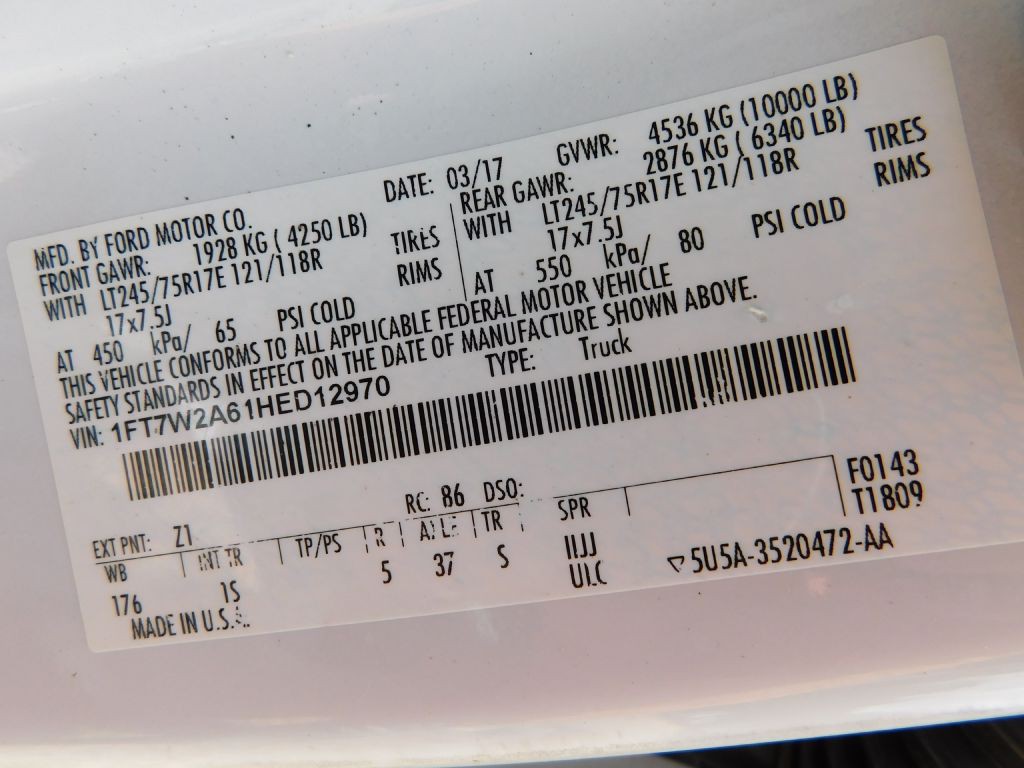 MFD. BY FORD MOTOR CO.
DATE: 03/17
GVWR: 4536 KG (10000 LB)
FRONT GAWR: 1928 KG ( 4250 LB)
REAR GAWR: 2876 KG ( 6340 LB)
WITH LT245/75R17E 121/118R TIRES
WITH LT245/75R17E 121/118R TIRES
17x7.5J RIMS
17x7.5J RIMS
AT 450 kPa/ 65 PSI COLD
AT 550 kPa/ 80 PSI COLD
THIS VEHICLE CONFORMS TO ALL APPLICABLE FEDERAL MOTOR VEHICLE
SAFETY STANDARDS IN EFFECT ON THE DATE OF MANUFACTURE SHOWN ABOVE.
VIN: 1FT7W2A61HED12970
TYPE: Truck
F0143
T1809
EXT PNT: Z1 RC: 86 DSO:
WB INT TR TP/PS R AXLE TR SPR
176 1S 5 37 S
MADE IN U.S.A.
5U5A-3520472-AA